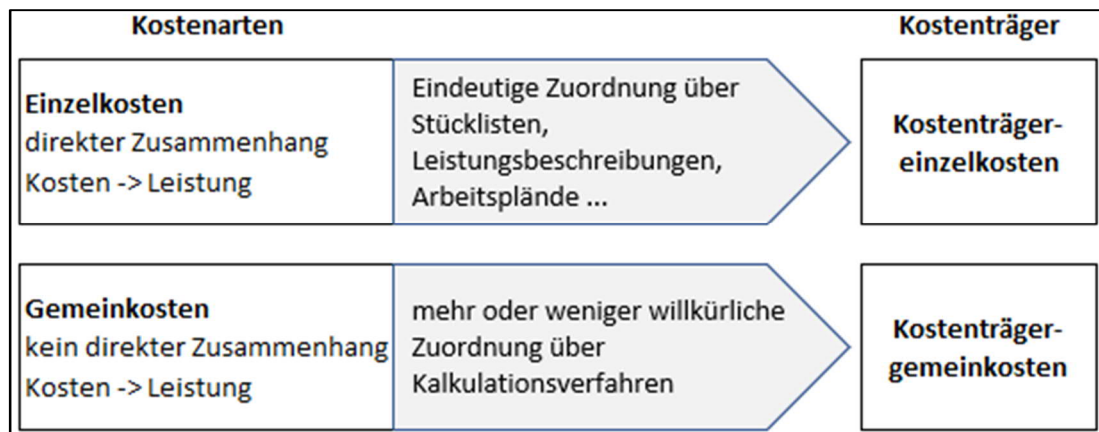 Kostenarten
Kostenträger
Einzelkosten
direkter Zusammenhang
Kosten -> Leistung
Eindeutige Zuordnung über
Stücklisten,
Leistungsbeschreibungen,
Arbeitsplände ...
Kostenträger-
einzelkosten
Gemeinkosten
kein direkter Zusammenhang
Kosten -> Leistung
mehr oder weniger willkürliche
Zuordnung über
Kalkulationsverfahren
Kostenträger-
gemeinkosten